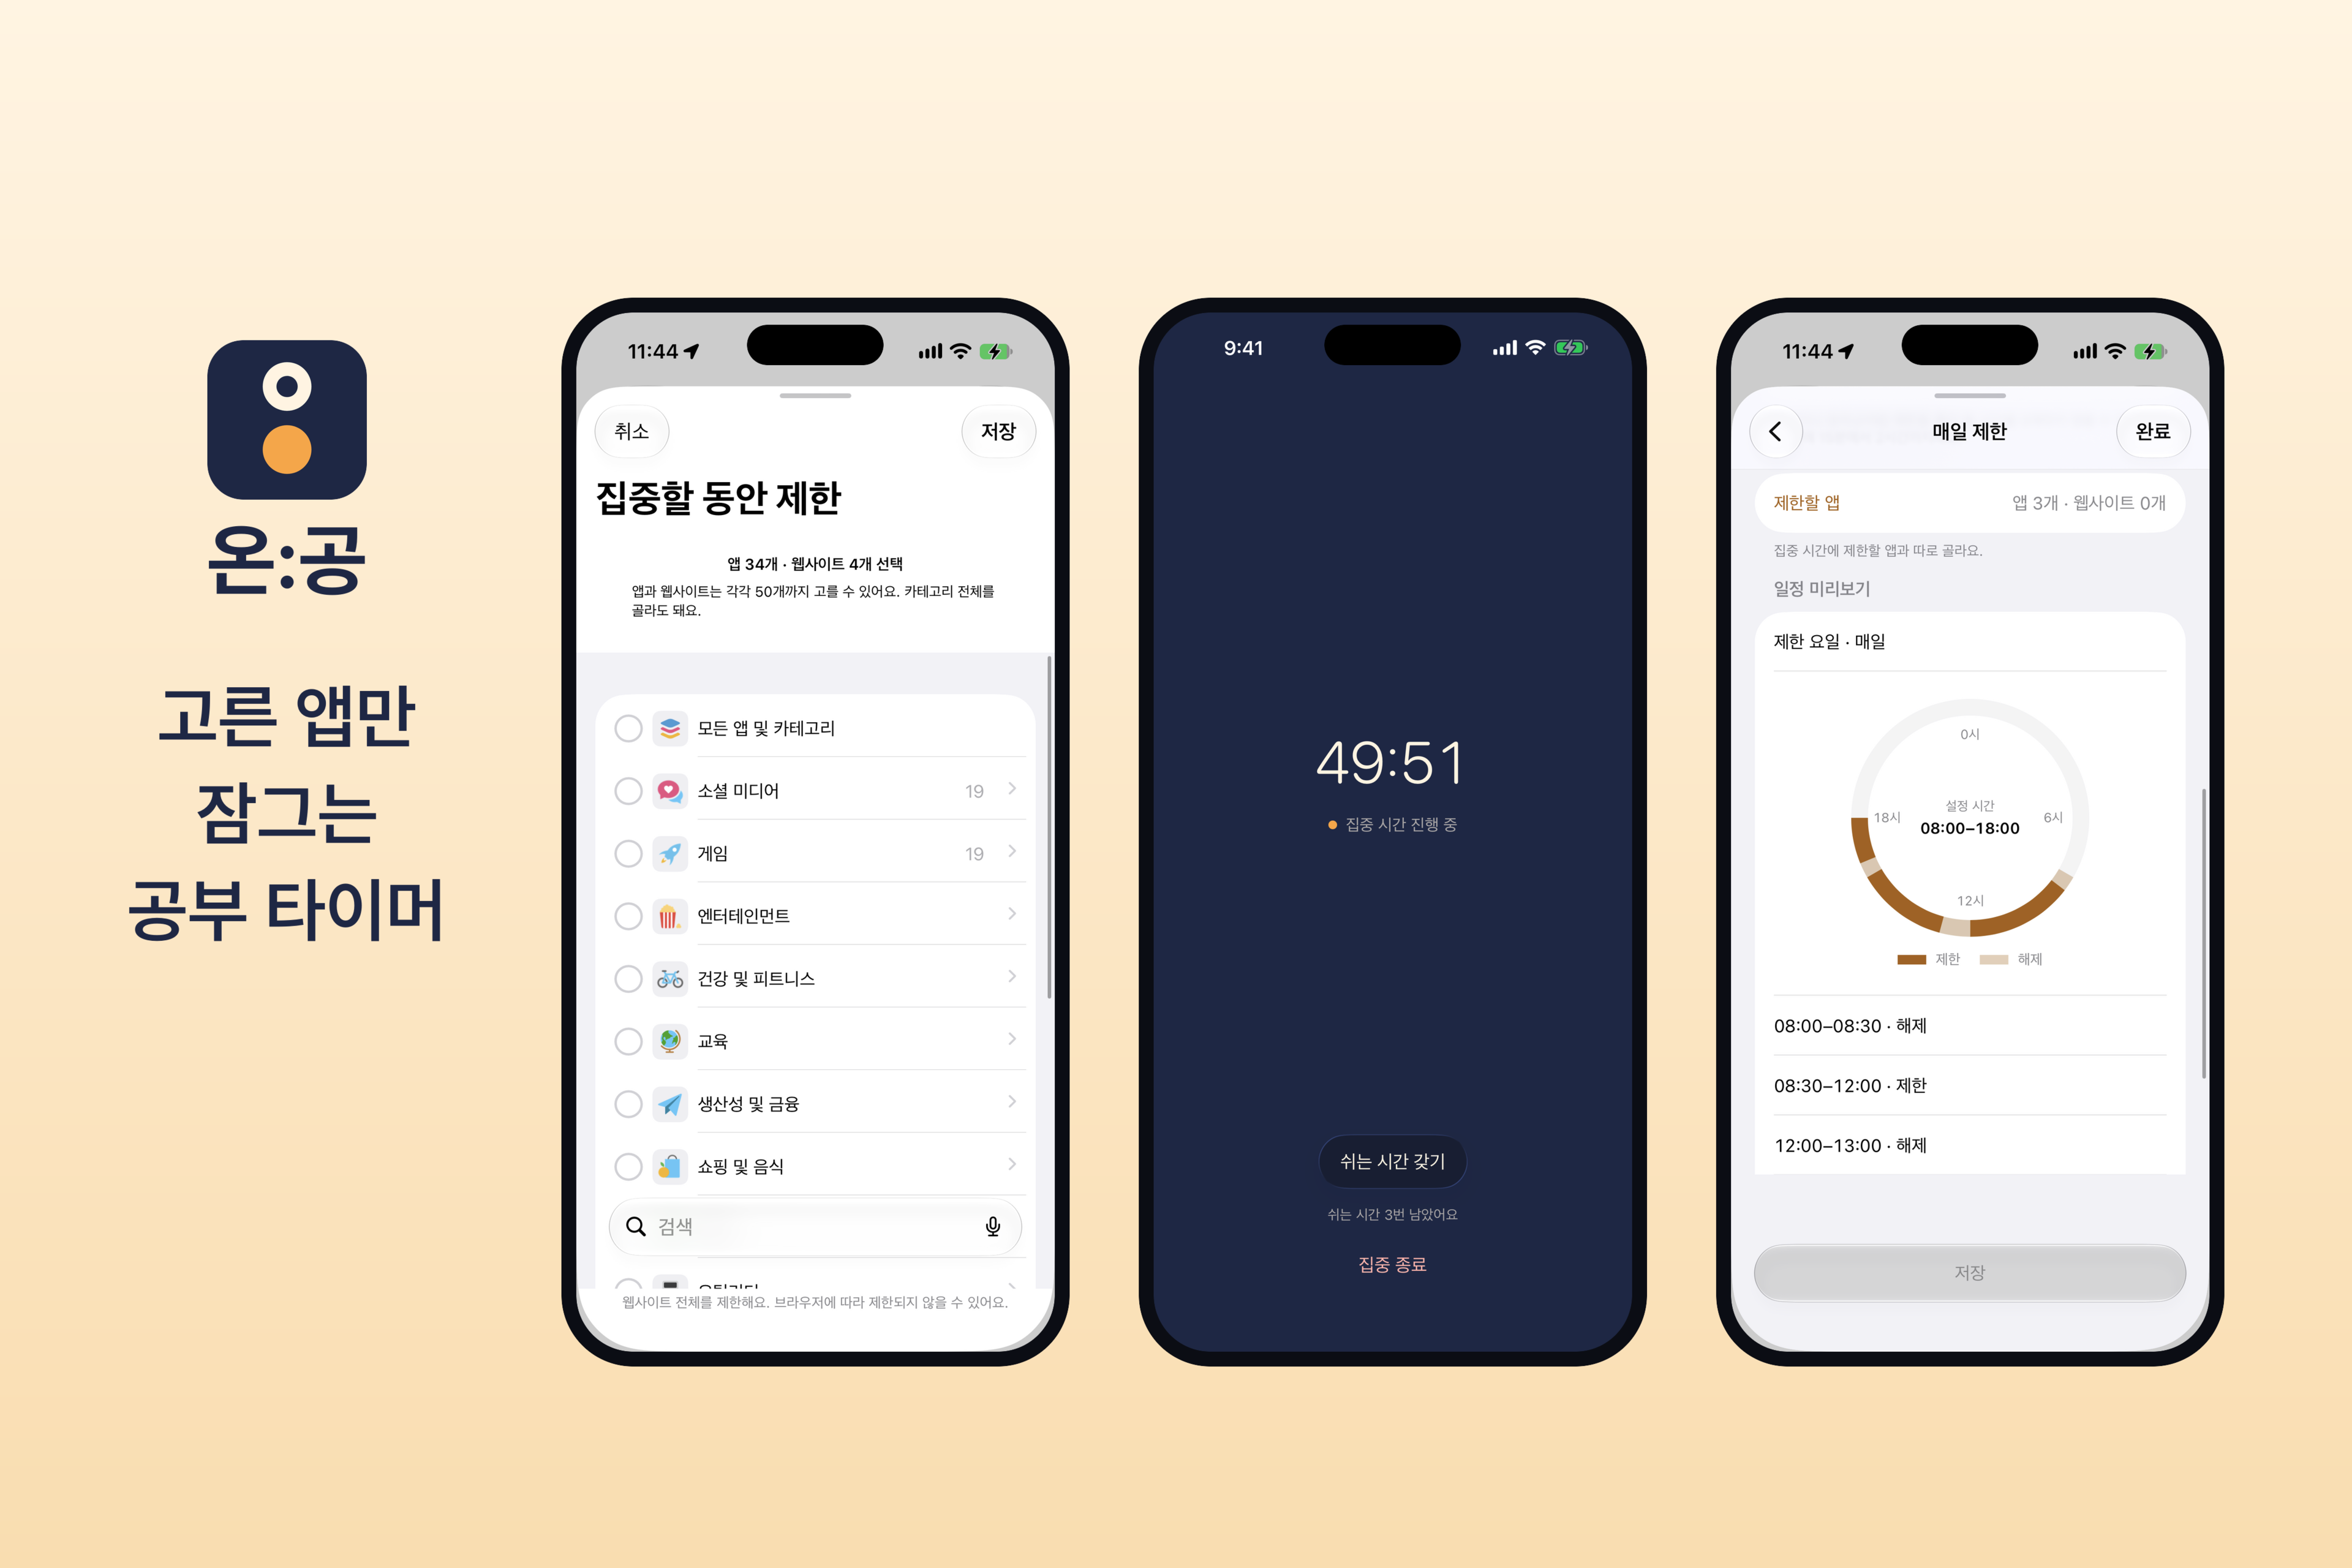 온:공
고른 앱만
잠그는
공부 타이머
11:44
취소
저장
집중할 동안 제한
앱 34개 · 웹사이트 4개 선택
앱과 웹사이트는 각각 50개까지 고를 수 있어요. 카테고리 전체를
골라도 돼요.
모든 앱 및 카테고리
소셜 미디어 19
게임 19
엔터테인먼트
건강 및 피트니스
교육
생산성 및 금융
쇼핑 및 음식
검색
웹사이트 전체를 제한해요. 브라우저에 따라 제한되지 않을 수 있어요.
9:41
49:51
집중 시간 진행 중
쉬는 시간 갖기
쉬는 시간 3번 남았어요
집중 종료
11:44
매일 제한
완료
제한할 앱 앱 3개 · 웹사이트 0개
집중 시간에 제한할 앱과 따로 골라요.
일정 미리보기
제한 요일 · 매일
0시
18시
설정 시간
08:00–18:00
6시
12시
제한 해제
08:00–08:30 · 해제
08:30–12:00 · 제한
12:00–13:00 · 해제
저장